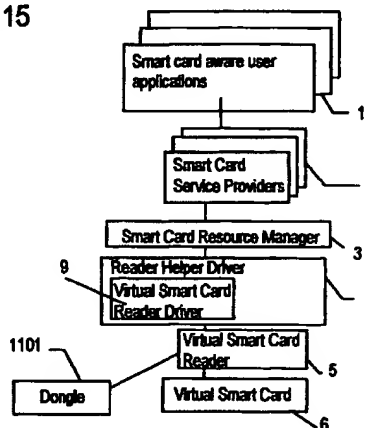 15
Smart card aware user
applications
1
Smart Card
Service Providers
Smart Card Resource Manager
3
9
Reader Helper Driver
Virtual Smart Card
Reader Driver
1101
Virtual Smart Card
Reader
5
Dongle
Virtual Smart Card
6